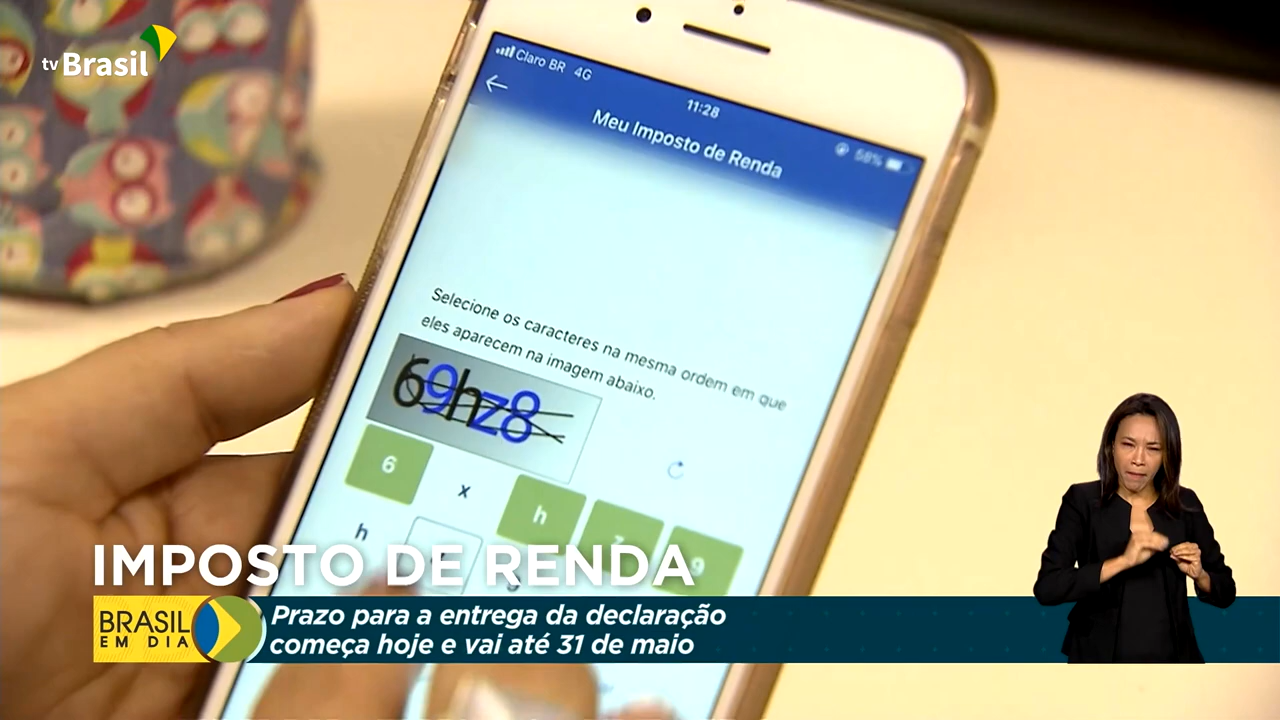 tv Brasil
Claro BR 4G
11:28
58%
Meu Imposto de Renda
Selecione os caracteres na mesma ordem em que
eles aparecem na imagem abaixo.
69hz8
6 x h z 9
h
IMPOSTO DE RENDA
BRASIL
EM DIA
Prazo para a entrega da declaração
começa hoje e vai até 31 de maio